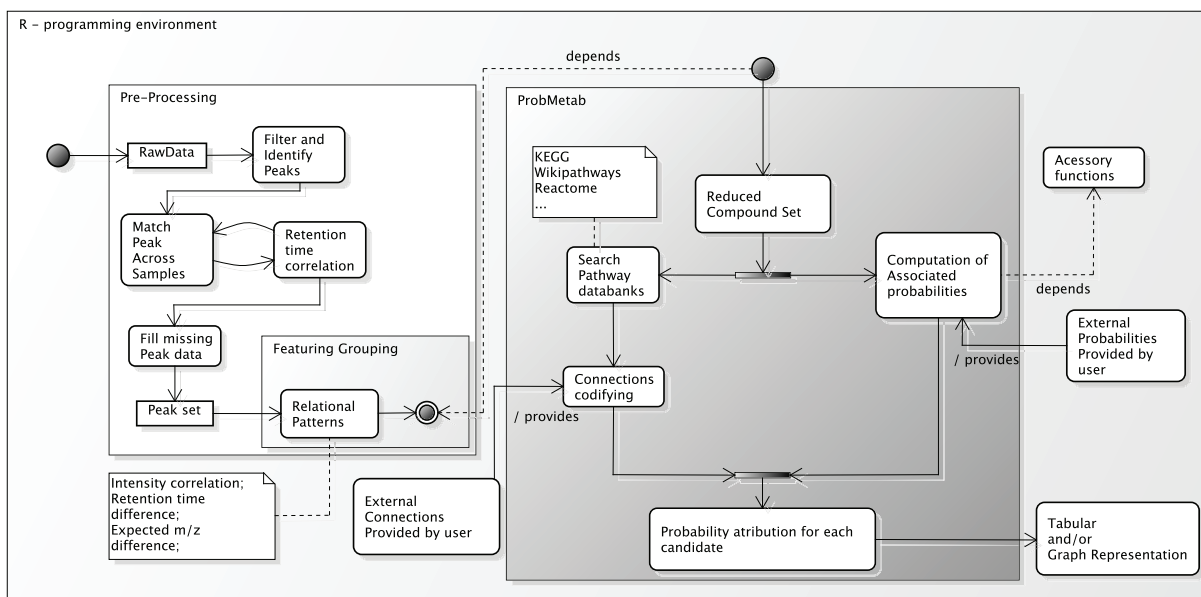 R - programming environment
depends
Pre-Processing
ProbMetab
RawData
Filter and
Identify
Peaks
KEGG
Wikipathways
Reactome
...
Acessory
functions
Reduced
Compound Set
Match
Peak
Across
Samples
Retention
time
correlation
Search
Pathway
databanks
Computation of
Associated
probabilities
depends
Fill missing
Peak data
Featuring Grouping
External
Probabilities
Provided by
user
/ provides
Connections
codifying
Peak set
Relational
Patterns
/ provides
Intensity correlation;
Retention time
difference;
Expected m/z
difference;
External
Connections
Provided by user
Probability atribution for each
candidate
Tabular
and/or
Graph Representation